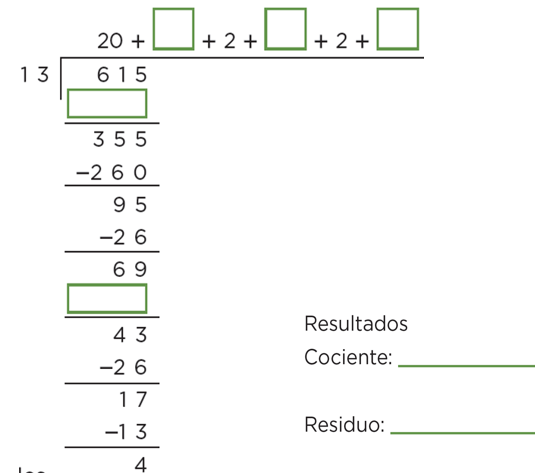 20 + + 2 + + 2 +
13 615
355
−260
95
−26
69
43
−26
17
−13
4
Resultados
Cociente:
Residuo: